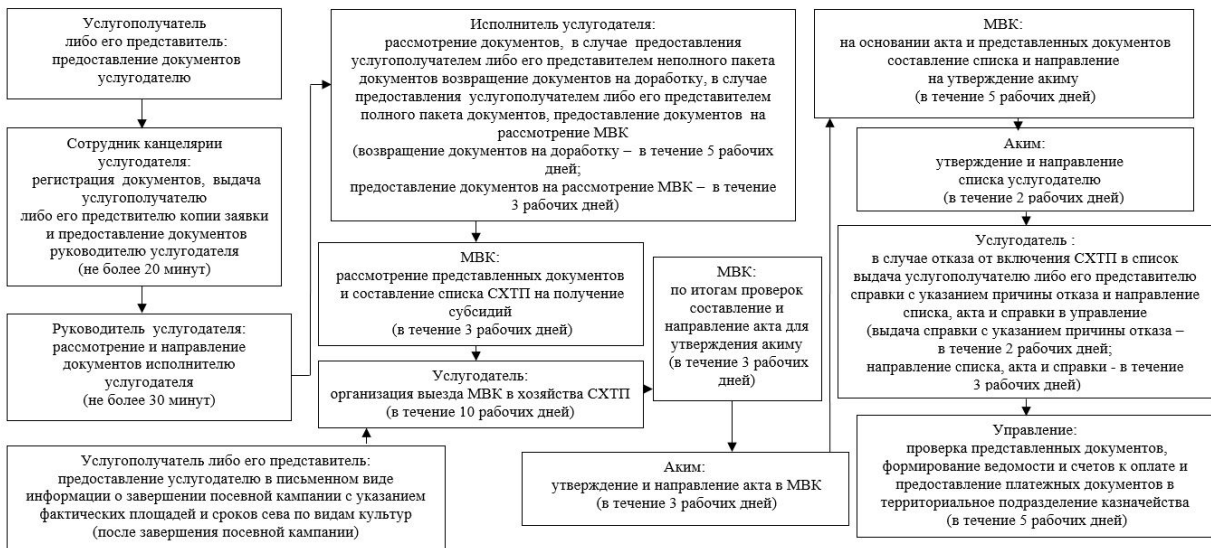 Услугополучатель
либо его представитель:
предоставление документов
услугодателю
Сотрудник канцелярии
услугодателя:
регистрация документов, выдача
услугополучателю
либо его предствителю копии заявки
и предоставление документов
руководителю услугодателя
(не более 20 минут)
Руководитель услугодателя:
рассмотрение и направление
документов исполнителю
услугодателя
(не более 30 минут)
Исполнитель услугодателя:
рассмотрение документов, в случае предоставления
услугополучателем либо его представителем неполного пакета
документов возвращение документов на доработку, в случае
предоставления услугополучателем либо его представителем
полного пакета документов, предоставление документов на
рассмотрение МВК
(возвращение документов на доработку – в течение 5 рабочих
дней;
предоставление документов на рассмотрение МВК – в течение
3 рабочих дней)
МВК:
рассмотрение представленных документов
и составление списка СХТП на получение
субсидий
(в течение 3 рабочих дней)
Услугополучатель либо его представитель:
предоставление услугодателю в письменном виде
информации о завершении посевной кампании с указанием
фактических площадей и сроков сева по видам культур
(после завершения посевной кампании)
Услугодатель:
организация выезда МВК в хозяйства СХТП
(в течение 10 рабочих дней)
МВК:
по итогам проверок
составление и
направление акта для
утверждения акиму
(в течение 3 рабочих
дней)
Аким:
утверждение и направление акта в МВК
(в течение 3 рабочих дней)
МВК:
на основании акта и представленных документов
составление списка и направление
на утверждение акиму
(в течение 5 рабочих дней)
Аким:
утверждение и направление
списка услугодателю
(в течение 2 рабочих дней)
Услугодатель :
в случае отказа от включения СХТП в список
выдача услугополучателю либо его представителю
справки с указанием причины отказа и направление
списка, акта и справки в управление
(выдача справки с указанием причины отказа –
в течение 2 рабочих дней;
направление списка, акта и справки - в течение
3 рабочих дней)
Управление:
проверка представленных документов,
формирование ведомости и счетов к оплате и
предоставление платежных документов в
территориальное подразделение казначейства
(в течение 5 рабочих дней)